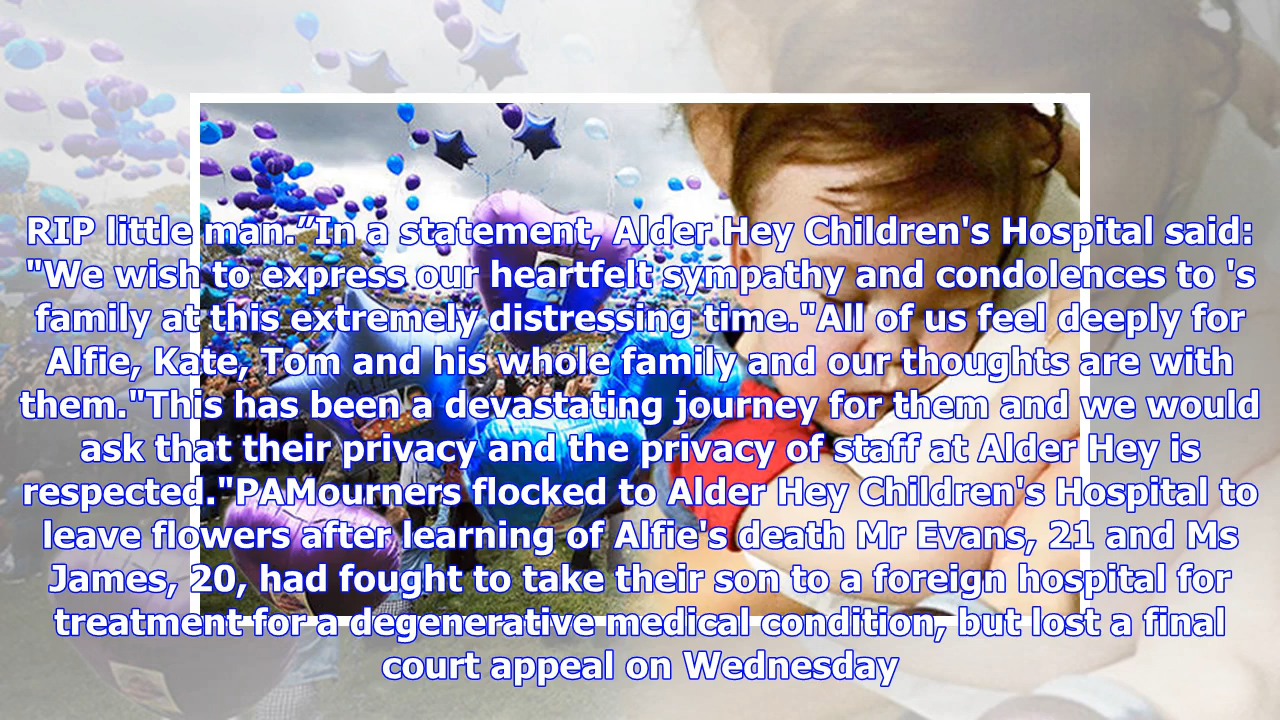 RIP little man.”In a statement, Alder Hey Children's Hospital said:
"We wish to express our heartfelt sympathy and condolences to 's
family at this extremely distressing time."All of us feel deeply for
Alfie, Kate, Tom and his whole family and our thoughts are with
them."This has been a devastating journey for them and we would
ask that their privacy and the privacy of staff at Alder Hey is
respected."PAMourners flocked to Alder Hey Children's Hospital to
leave flowers after learning of Alfie's death Mr Evans, 21 and Ms
James, 20, had fought to take their son to a foreign hospital for
treatment for a degenerative medical condition, but lost a final
court appeal on Wednesday